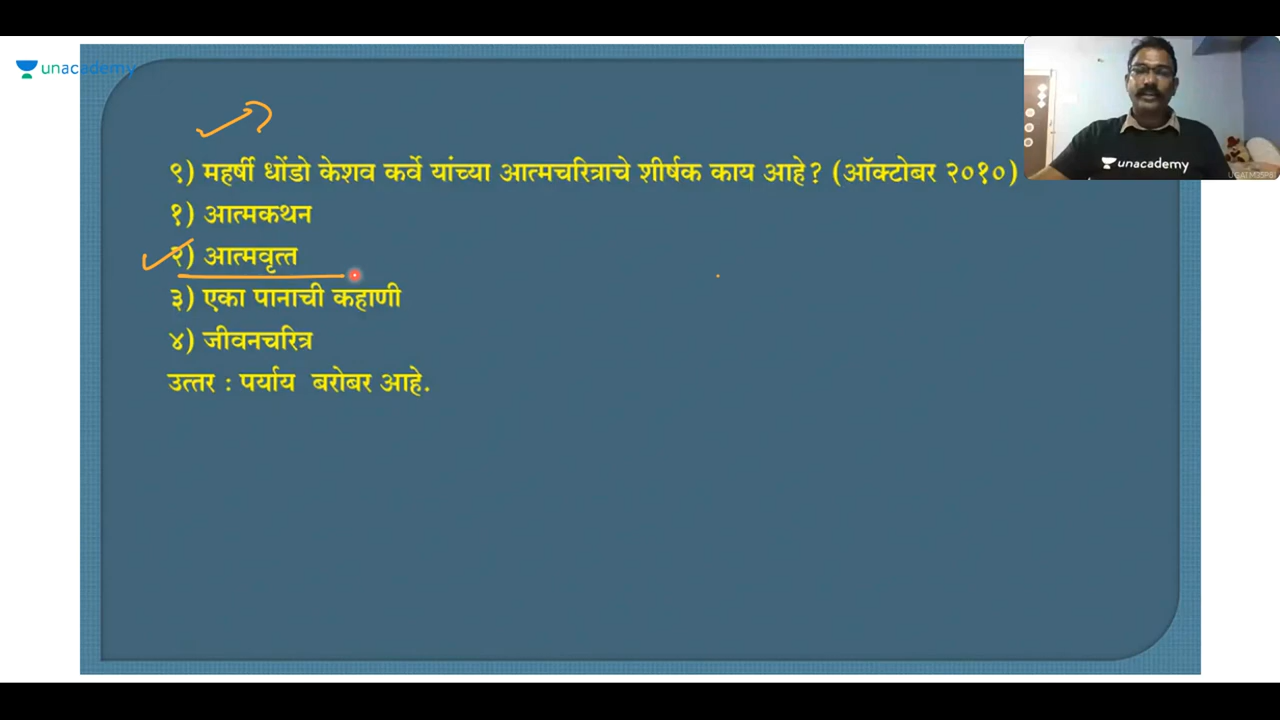 unacademy
unacademy
९) महर्षी धोंडो केशव कर्वे यांच्या आत्मचरित्राचे शीर्षक काय आहे? (ऑक्टोबर २०१०)
१) आत्मकथन
२) आत्मवृत्त
३) एका पानाची कहाणी
४) जीवनचरित्र
उत्तर : पर्याय बरोबर आहे.